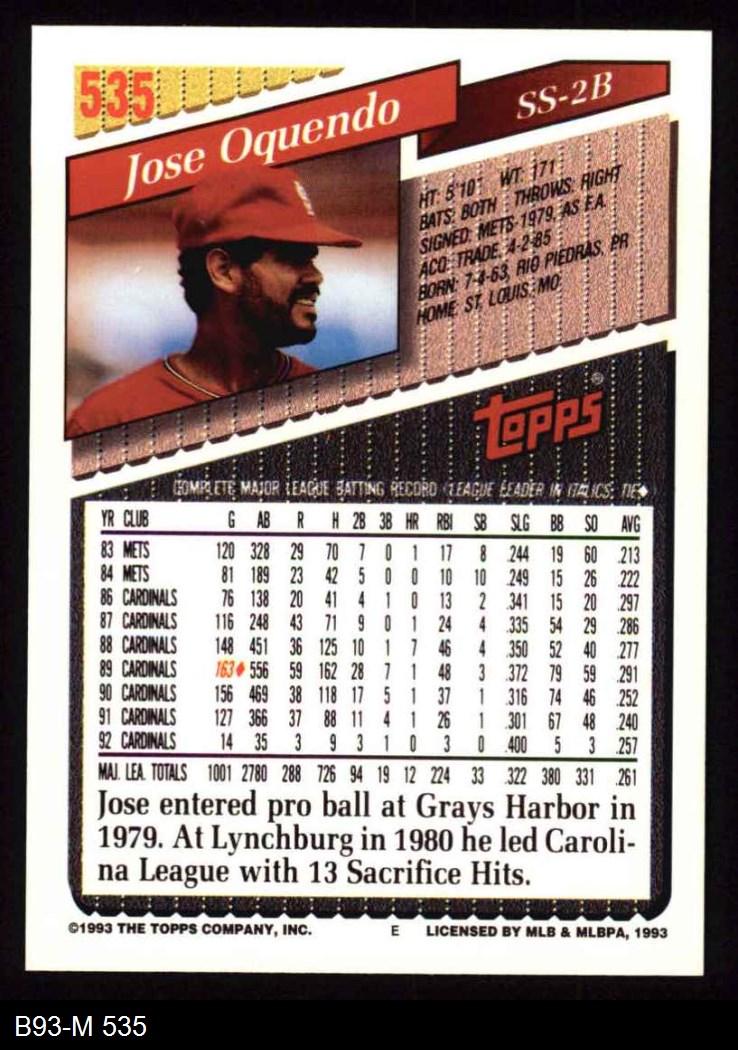 535
Jose Oquendo
SS-2B
HT: 5'10" WT: 171
BATS: BOTH THROWS: RIGHT
SIGNED: METS-1979, AS F.A.
ACQ: TRADE, 4-2-85
BORN: 7-4-63, RIO PIEDRAS, PR
HOME: ST. LOUIS, MO
TOPPS®
COMPLETE MAJOR LEAGUE BATTING RECORD (LEAGUE LEADER IN ITALICS, TIE◆
YR CLUB G AB R H 2B 3B HR RBI SB SLG BB SO AVG
83 METS 120 328 29 70 7 0 1 17 8 .244 19 60 .213
84 METS 81 189 23 42 5 0 0 10 10 .249 15 26 .222
86 CARDINALS 76 138 20 41 4 1 0 13 2 .341 15 20 .297
87 CARDINALS 116 248 43 71 9 0 1 24 4 .335 54 29 .286
88 CARDINALS 148 451 36 125 10 1 7 46 4 .350 52 40 .277
89 CARDINALS 163◆ 556 59 162 28 7 1 48 3 .372 79 59 .291
90 CARDINALS 156 469 38 118 17 5 1 37 1 .316 74 46 .252
91 CARDINALS 127 366 37 88 11 4 1 26 1 .301 67 48 .240
92 CARDINALS 14 35 3 9 3 1 0 3 0 .400 5 3 .257
MAJ. LEA. TOTALS 1001 2780 288 726 94 19 12 224 33 .322 380 331 .261
Jose entered pro ball at Grays Harbor in
1979. At Lynchburg in 1980 he led Caroli-
na League with 13 Sacrifice Hits.
©1993 THE TOPPS COMPANY, INC. E LICENSED BY MLB & MLBPA, 1993
B93-M 535